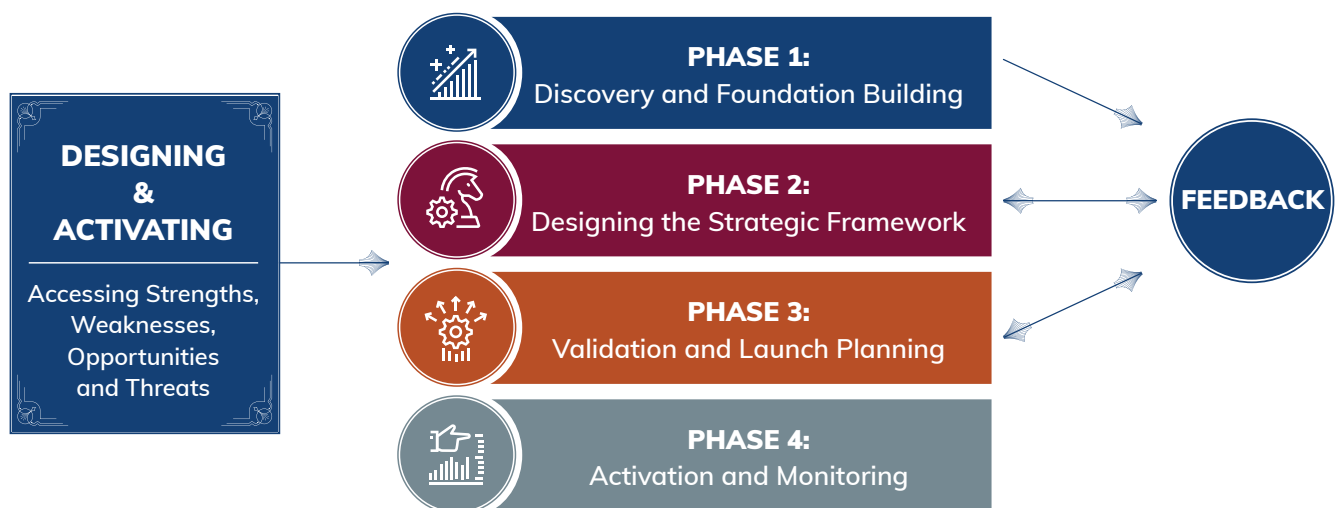 DESIGNING
&
ACTIVATING
Accessing Strengths,
Weaknesses,
Opportunities
and Threats
PHASE 1:
Discovery and Foundation Building
PHASE 2:
Designing the Strategic Framework
PHASE 3:
Validation and Launch Planning
PHASE 4:
Activation and Monitoring
FEEDBACK